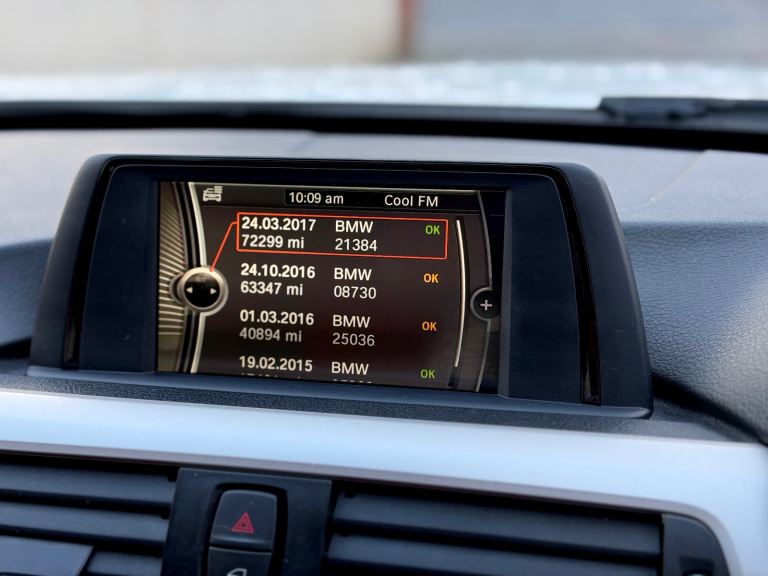 10:09 am Cool FM
24.03.2017 BMW OK
72299 mi 21384
24.10.2016 BMW OK
63347 mi 08730
01.03.2016 BMW OK
40894 mi 25036
19.02.2015 BMW OK